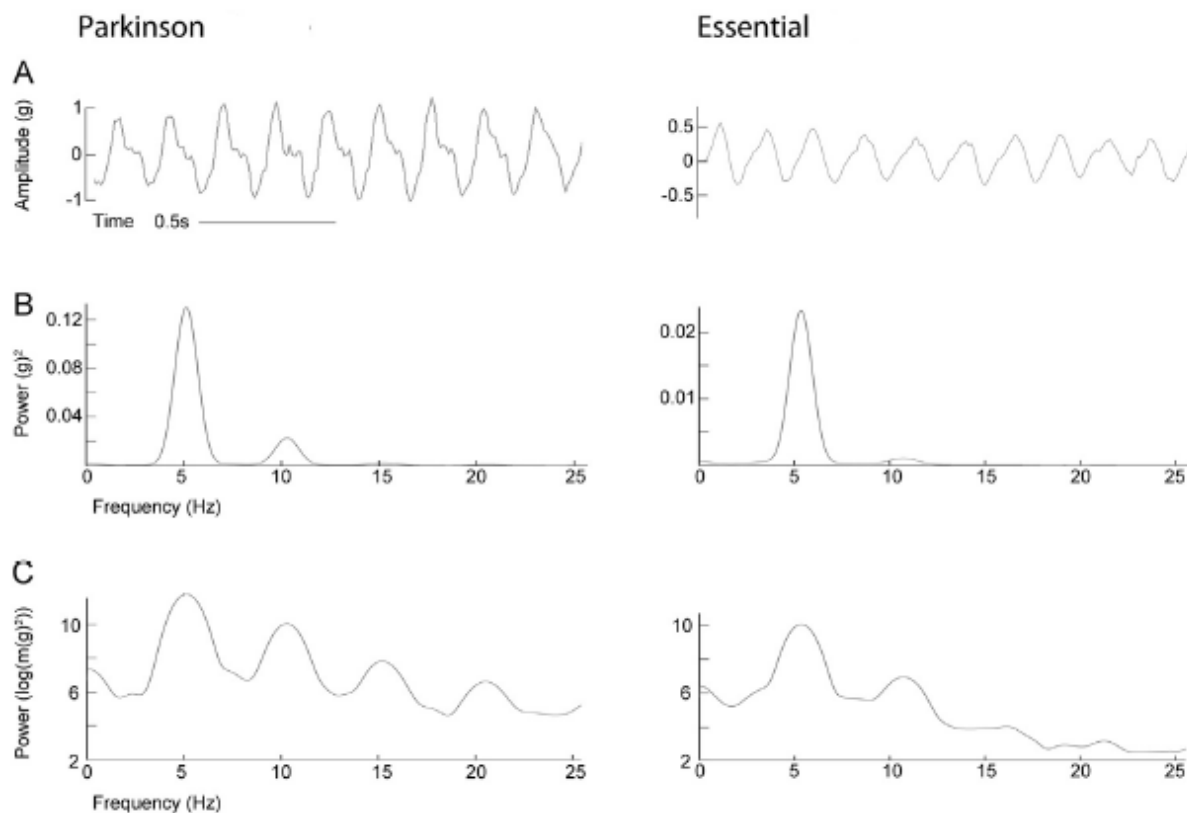 Parkinson Essential
A
Amplitude (g)
1
0
-1
Time 0.5s
0.5
0
-0.5
B
Power (g)²
0.12
0.08
0.04
0 5 10 15 20 25
Frequency (Hz)
0.02
0.01
0 5 10 15 20 25
C
Power (log(m(g)²))
10
6
2
0 5 10 15 20 25
Frequency (Hz)
10
6
2
0 5 10 15 20 25